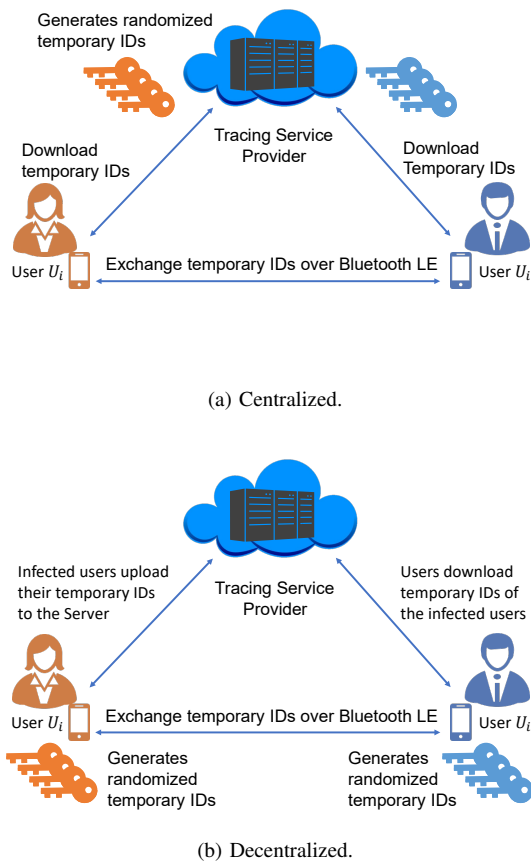 Generates randomized
temporary IDs
Tracing Service
Provider
Download
temporary IDs
Download
Temporary IDs
User U_i
Exchange temporary IDs over Bluetooth LE
User U_i
(a) Centralized.
Infected users upload
their temporary IDs
to the Server
Tracing Service
Provider
Users download
temporary IDs of
the infected users
User U_i
Exchange temporary IDs over Bluetooth LE
User U_i
Generates
randomized
temporary IDs
Generates
randomized
temporary IDs
(b) Decentralized.